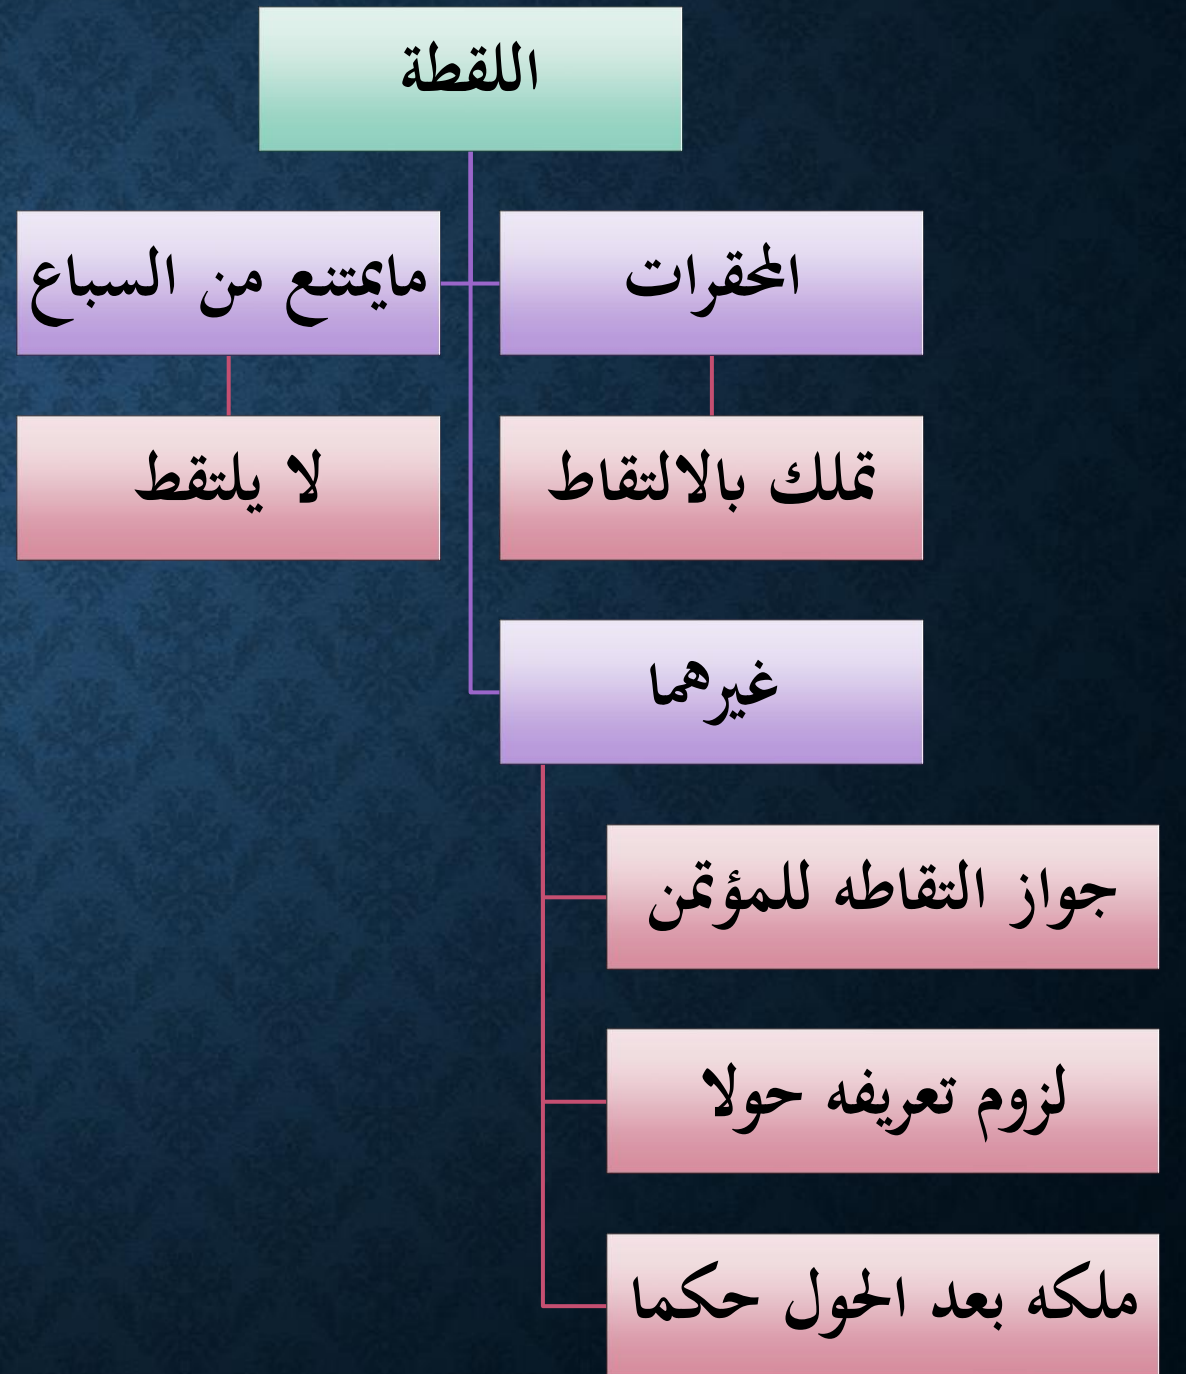 اللقطة
المحقرات
مايمتنع من السباع
تملك بالالتقاط
لا يلتقط
غيرهما
جواز التقاطه للمؤتمن
لزوم تعريفه حولا
ملكه بعد الحول حكما